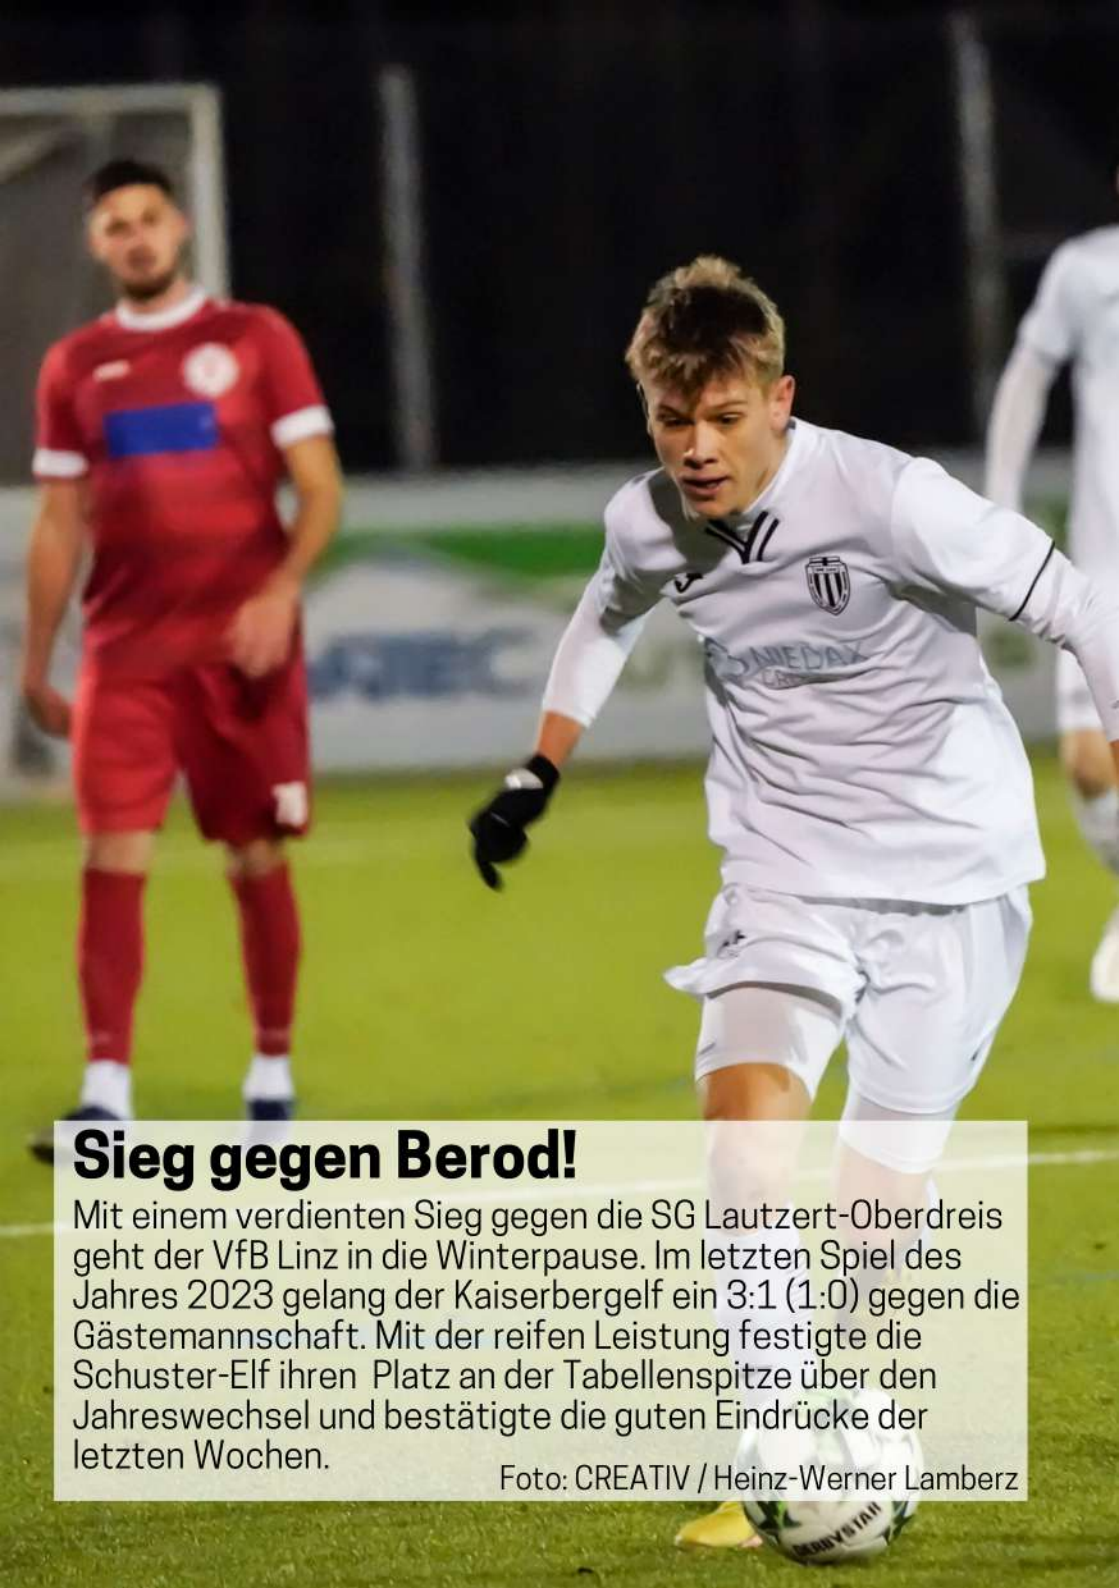 NIEDAX
Sieg gegen Berod!
Mit einem verdienten Sieg gegen die SG Lautzert-Oberdreis
geht der VfB Linz in die Winterpause. Im letzten Spiel des
Jahres 2023 gelang der Kaiserbergelf ein 3:1 (1:0) gegen die
Gästemannschaft. Mit der reifen Leistung festigte die
Schuster-Elf ihren  Platz an der Tabellenspitze über den
Jahreswechsel und bestätigte die guten Eindrücke der
letzten Wochen.
Foto: CREATIV / Heinz-Werner Lamberz
DERBYSTAR